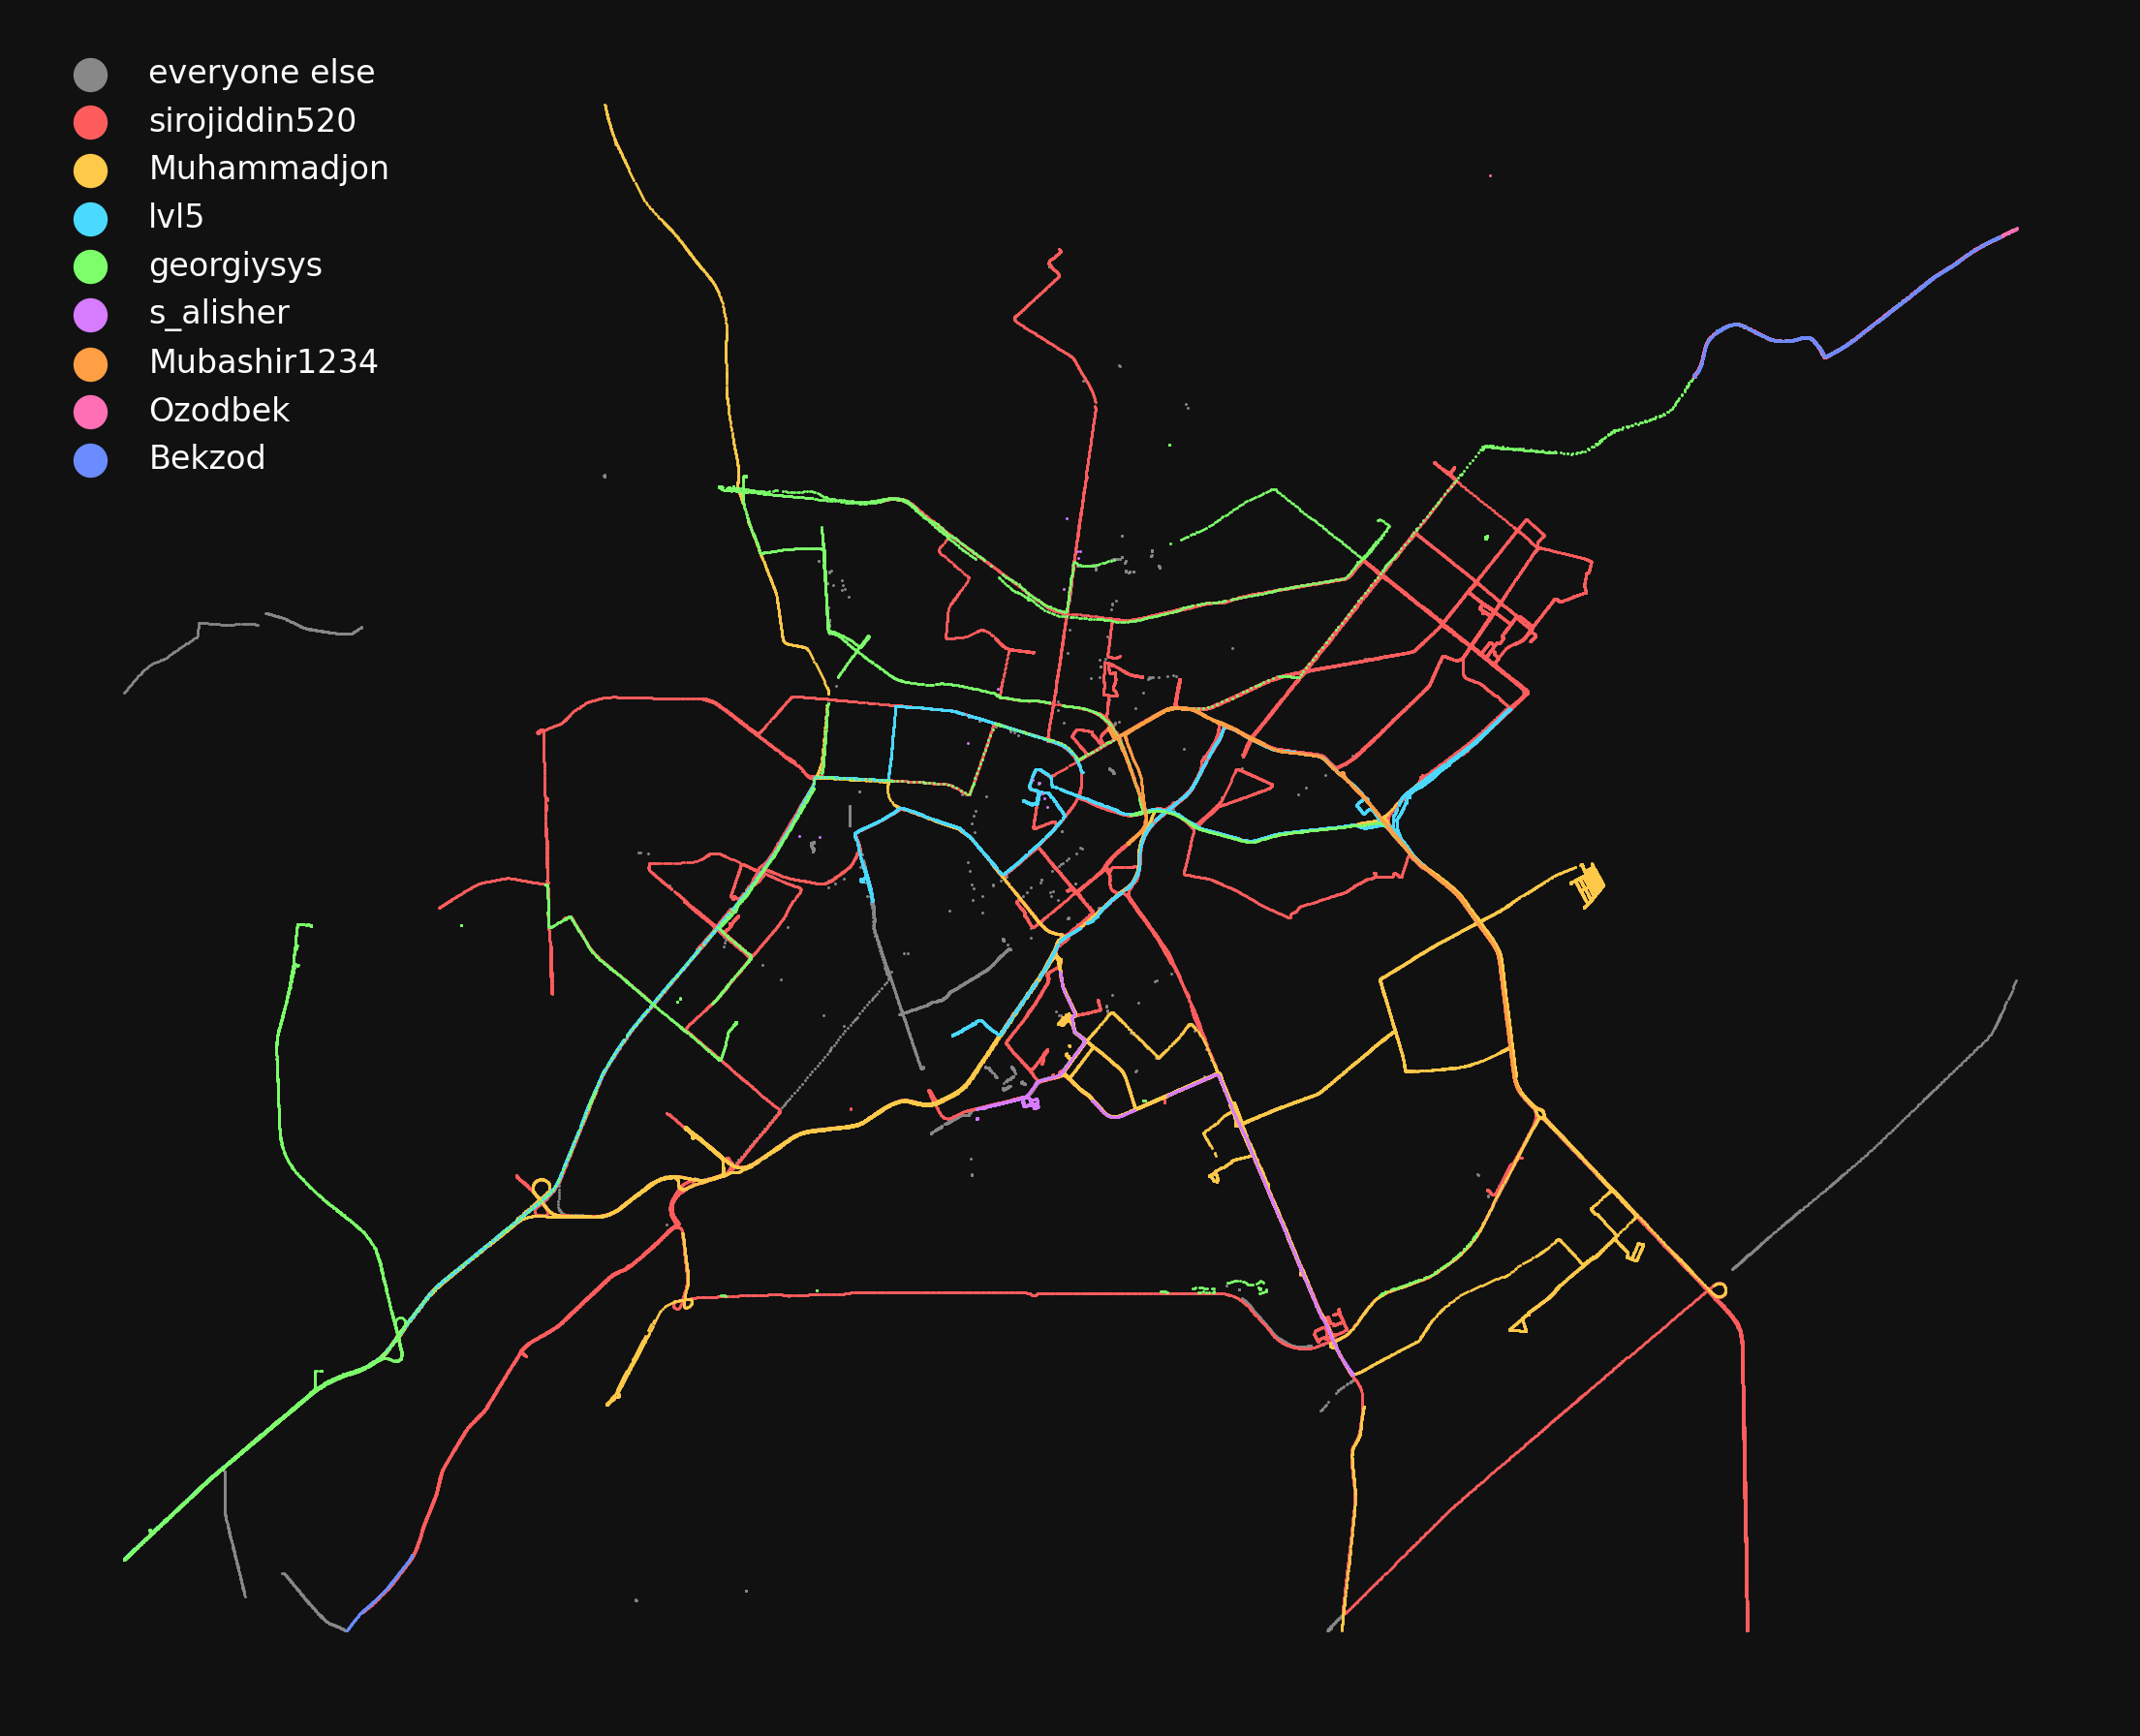 everyone else
sirojiddin520
Muhammadjon
lvl5
georgiysys
s_alisher
Mubashir1234
Ozodbek
Bekzod